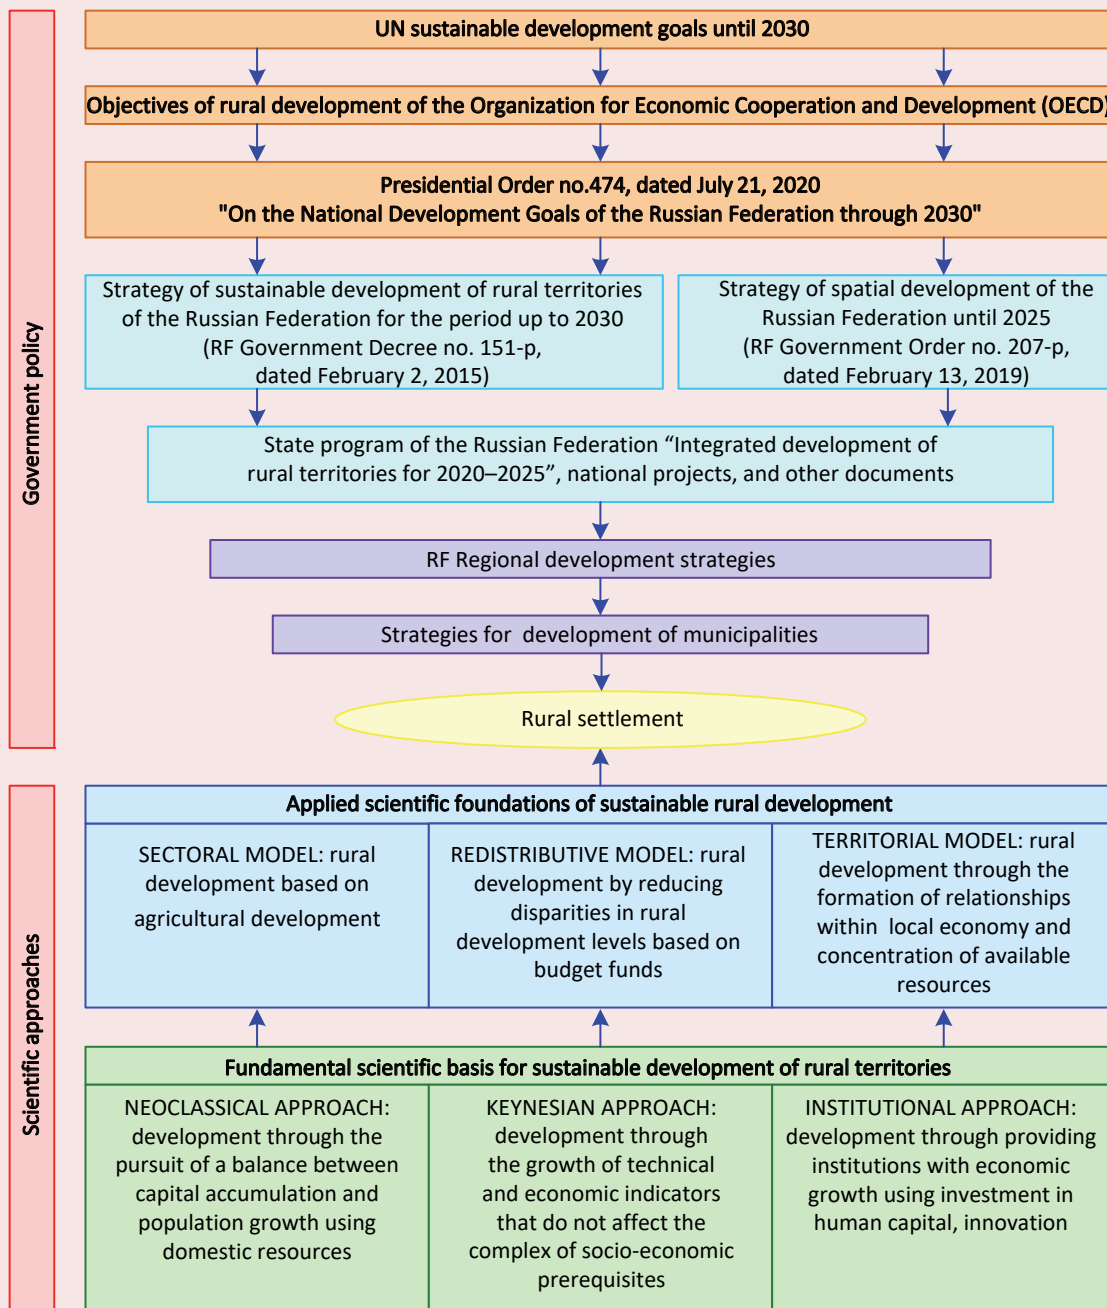 UN sustainable development goals until 2030
Objectives of rural development of the Organization for Economic Cooperation and Development (OECD)
Presidential Order no.474, dated July 21, 2020
"On the National Development Goals of the Russian Federation through 2030"
Strategy of sustainable development of rural territories
of the Russian Federation for the period up to 2030
(RF Government Decree no. 151-p,
dated February 2, 2015)
Strategy of spatial development of the
Russian Federation until 2025
(RF Government Order no. 207-p,
dated February 13, 2019)
State program of the Russian Federation “Integrated development of
rural territories for 2020–2025”, national projects, and other documents
RF Regional development strategies
Strategies for development of municipalities
Rural settlement
Government policy
Applied scientific foundations of sustainable rural development
SECTORAL MODEL: rural
development based on
agricultural development
REDISTRIBUTIVE MODEL: rural
development by reducing
disparities in rural
development levels based on
budget funds
TERRITORIAL MODEL: rural
development through the
formation of relationships
within local economy and
concentration of available
resources
Fundamental scientific basis for sustainable development of rural territories
NEOCLASSICAL APPROACH:
development through the
pursuit of a balance between
capital accumulation and
population growth using
domestic resources
KEYNESIAN APPROACH:
development through
the growth of technical
and economic indicators
that do not affect the
complex of socio-economic
prerequisites
INSTITUTIONAL APPROACH:
development through providing
institutions with economic
growth using investment in
human capital, innovation
Scientific approaches